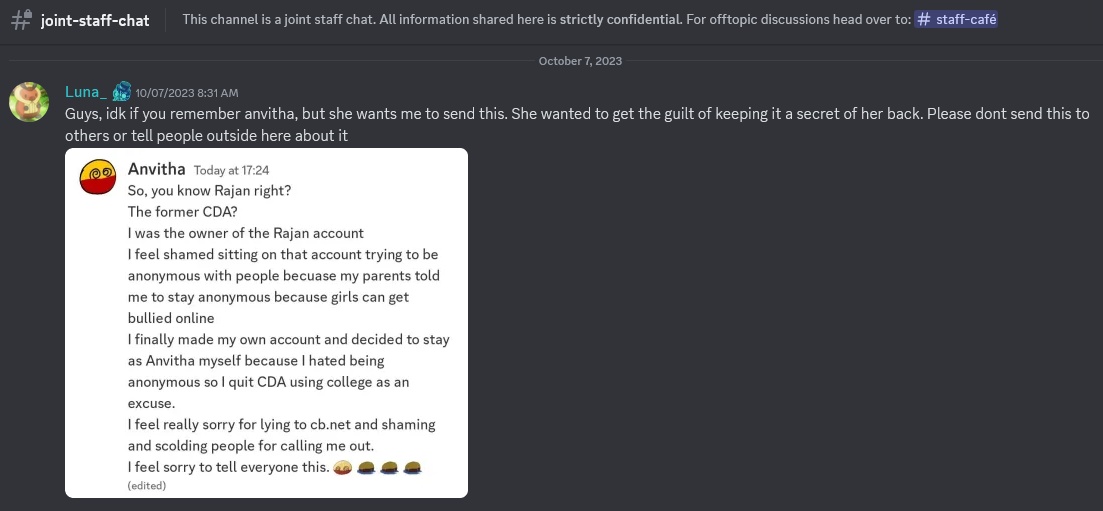 joint-staff-chat
This channel is a joint staff chat. All information shared here is strictly confidential. For offtopic discussions head over to: # staff-café
October 7, 2023
Luna_ 10/07/2023 8:31 AM
Guys, idk if you remember anvitha, but she wants me to send this. She wanted to get the guilt of keeping it a secret of her back. Please dont send this to
others or tell people outside here about it
Anvitha Today at 17:24
So, you know Rajan right?
The former CDA?
I was the owner of the Rajan account
I feel shamed sitting on that account trying to be
anonymous with people becuase my parents told
me to stay anonymous because girls can get
bullied online
I finally made my own account and decided to stay
as Anvitha myself because I hated being
anonymous so I quit CDA using college as an
excuse.
I feel really sorry for lying to cb.net and shaming
and scolding people for calling me out.
I feel sorry to tell everyone this.
(edited)